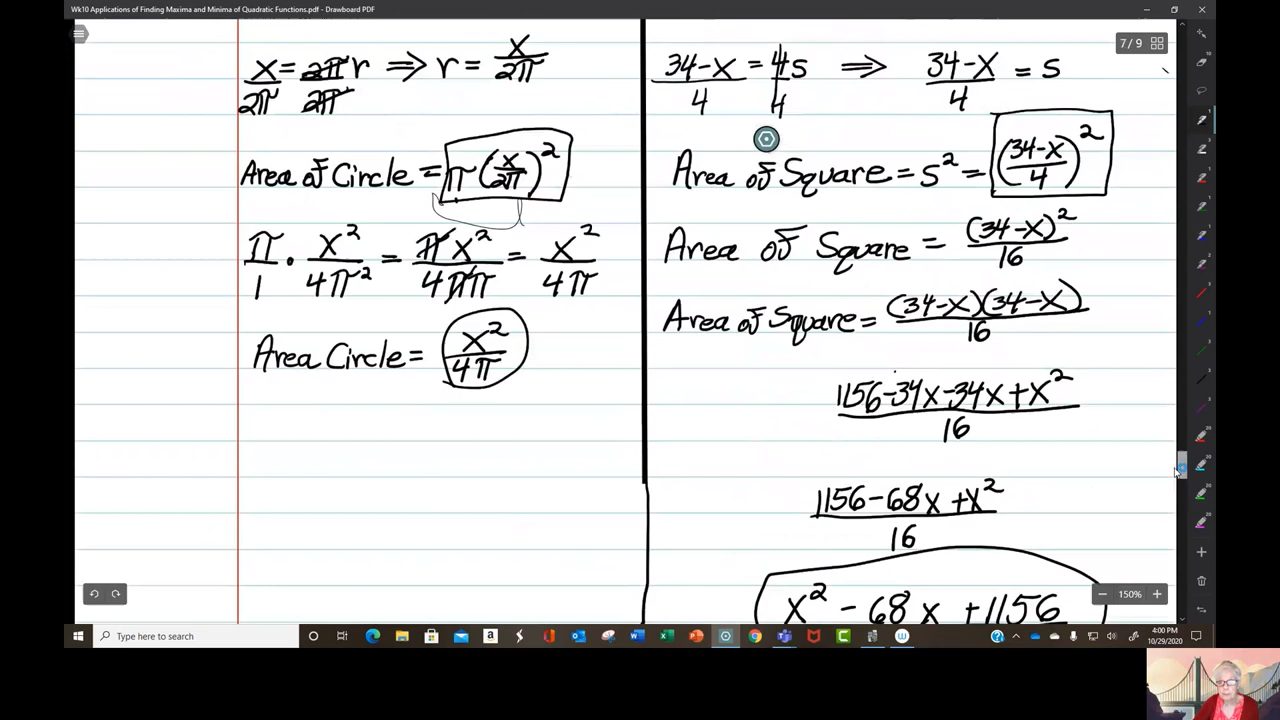 Wk10 Applications of Finding Maxima and Minima of Quadratic Functions.pdf - Drawboard PDF
7 / 9
x/2π = 2πr/2π ⟹ r = x/2π
Area of Circle = π(x/2π)²
π/1 · x²/4π² = πx²/4ππ = x²/4π
Area Circle = x²/4π
34-x/4 = 4s/4 ⟹ 34-x/4 = s
Area of Square = s² = (34-x/4)²
Area of Square = (34-x)²/16
Area of Square = (34-x)(34-x)/16
1156-34x-34x+x²/16
1156-68x+x²/16
x² - 68x + 1156
150%
Type here to search
4:00 PM
10/29/2020